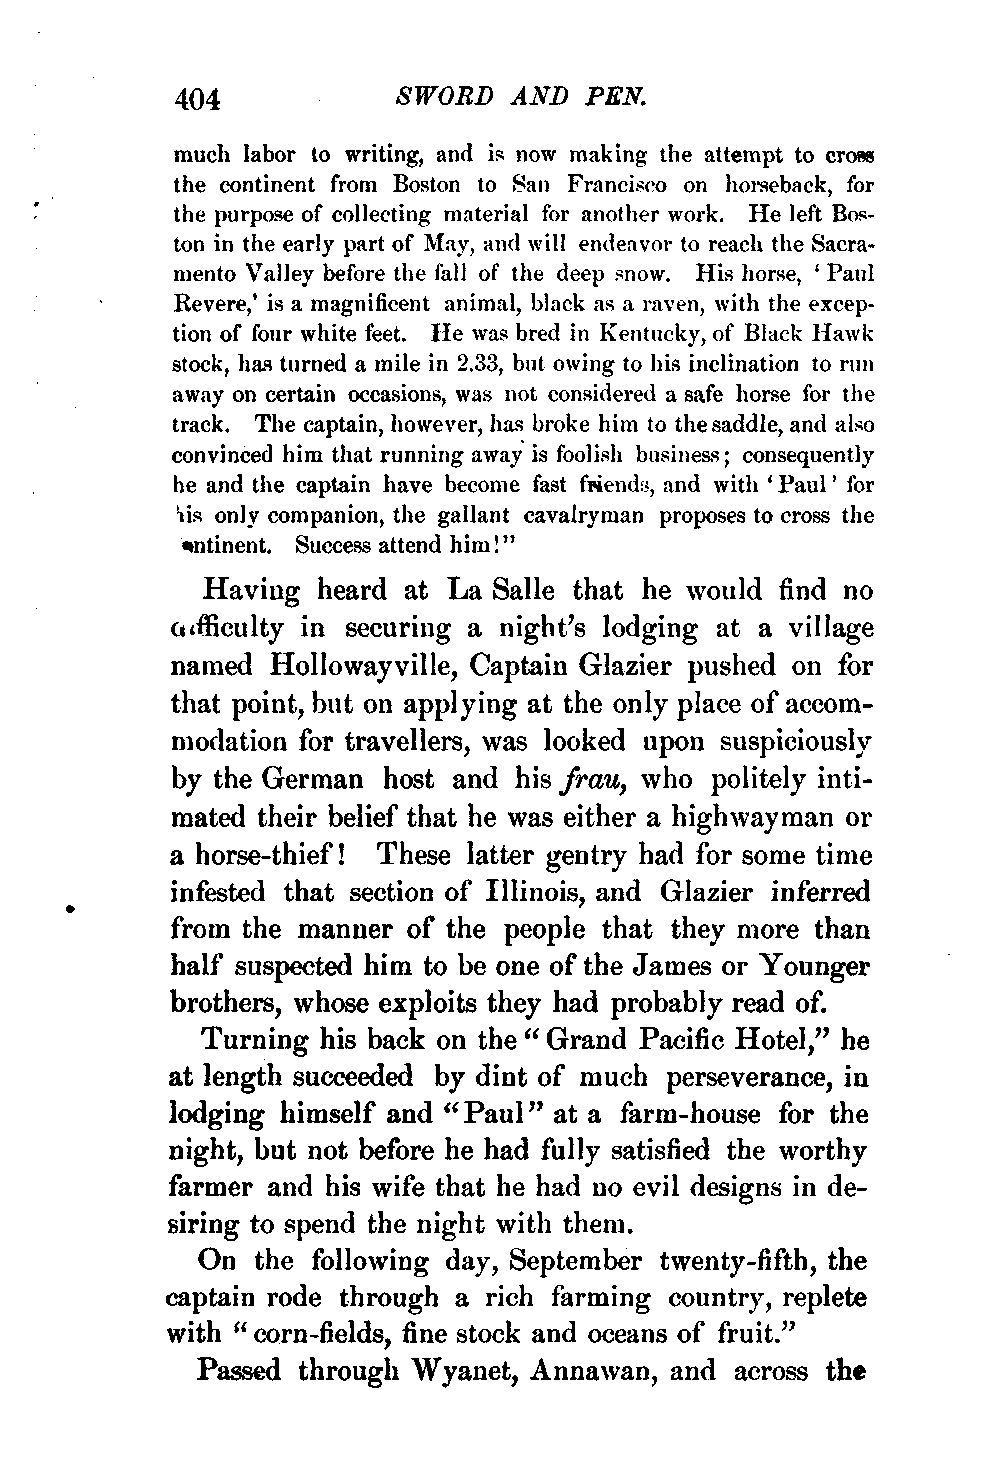 404 SWORD AND PEN.
much labor to writing, and is now making the attempt to cross
the continent from Boston to San Francisco on horseback, for
the purpose of collecting material for another work. He left Bos-
ton in the early part of May, and will endeavor to reach the Sacra-
mento Valley before the fall of the deep snow. His horse, ‘Paul
Revere,’ is a magnificent animal, black as a raven, with the excep-
tion of four white feet. He was bred in Kentucky, of Black Hawk
stock, has turned a mile in 2.33, but owing to his inclination to run
away on certain occasions, was not considered a safe horse for the
track. The captain, however, has broke him to the saddle, and also
convinced him that running away is foolish business; consequently
he and the captain have become fast friends, and with ‘Paul’ for
his only companion, the gallant cavalryman proposes to cross the
continent. Success attend him!”
Having heard at La Salle that he would find no
difficulty in securing a night’s lodging at a village
named Hollowayville, Captain Glazier pushed on for
that point, but on applying at the only place of accom-
modation for travellers, was looked upon suspiciously
by the German host and his frau, who politely inti-
mated their belief that he was either a highwayman or
a horse-thief! These latter gentry had for some time
infested that section of Illinois, and Glazier inferred
from the manner of the people that they more than
half suspected him to be one of the James or Younger
brothers, whose exploits they had probably read of.
Turning his back on the “Grand Pacific Hotel,” he
at length succeeded by dint of much perseverance, in
lodging himself and “Paul” at a farm-house for the
night, but not before he had fully satisfied the worthy
farmer and his wife that he had no evil designs in de-
siring to spend the night with them.
On the following day, September twenty-fifth, the
captain rode through a rich farming country, replete
with “corn-fields, fine stock and oceans of fruit.”
Passed through Wyanet, Annawan, and across the